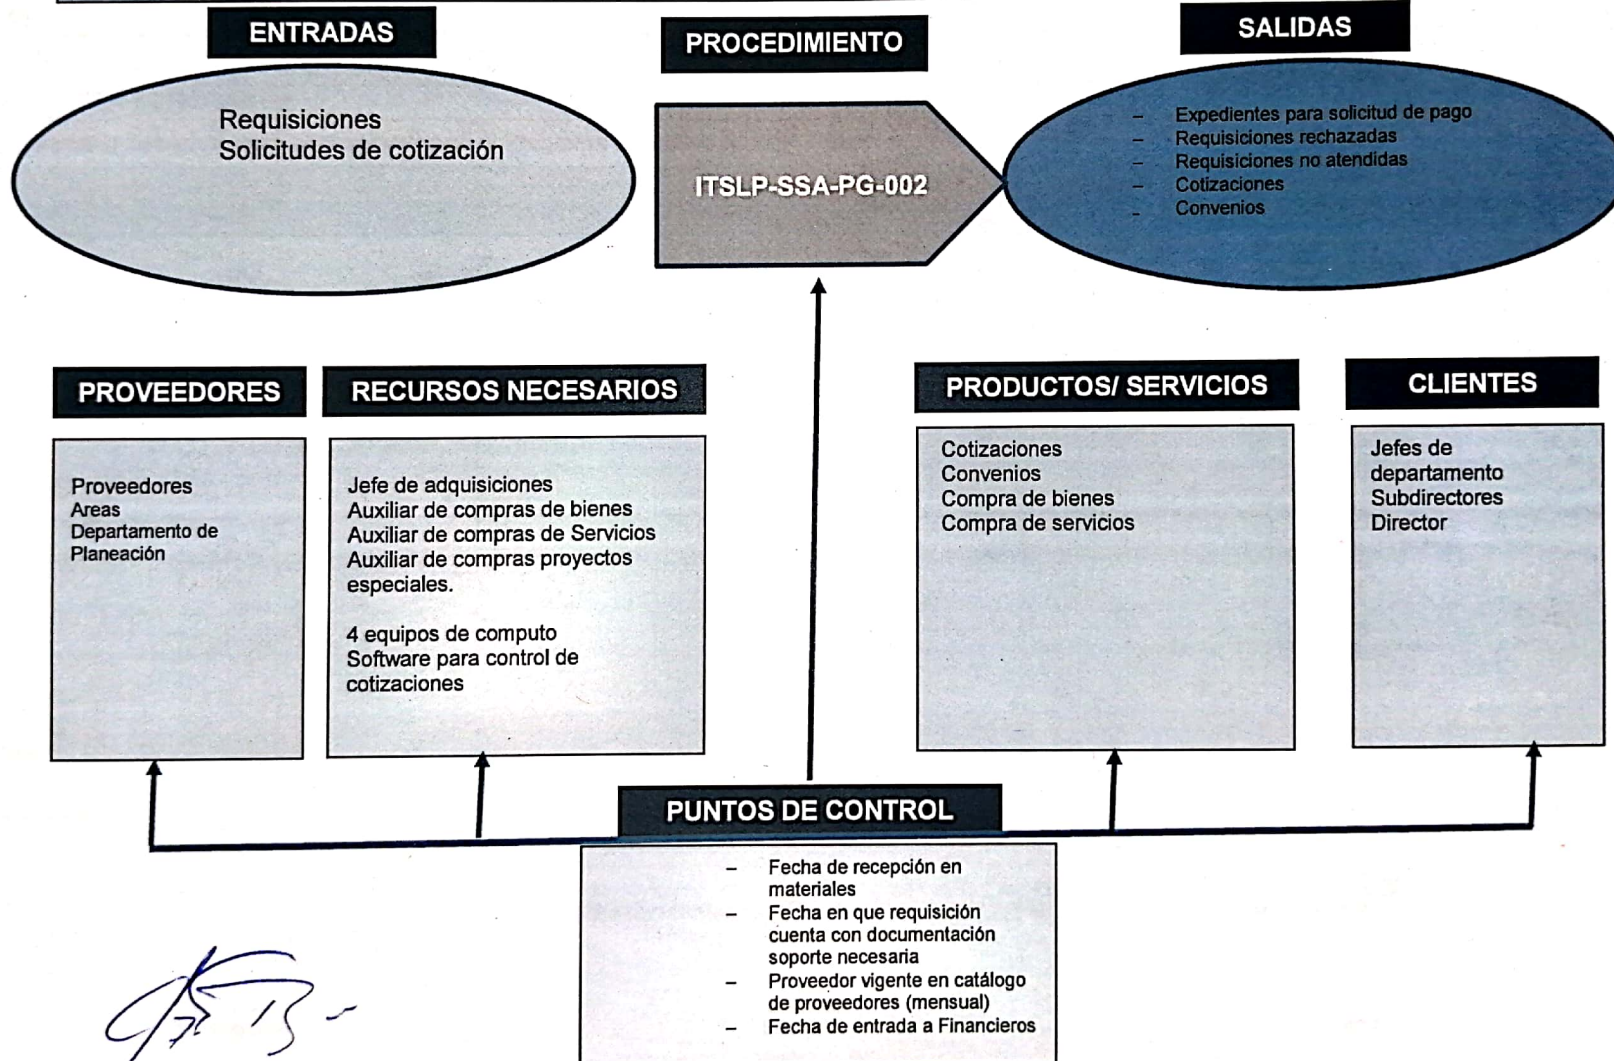 ENTRADAS
Requisiciones
Solicitudes de cotización
PROCEDIMIENTO
ITSLP-SSA-PG-002
SALIDAS
– Expedientes para solicitud de pago
– Requisiciones rechazadas
– Requisiciones no atendidas
– Cotizaciones
– Convenios
PROVEEDORES
Proveedores
Areas
Departamento de
Planeación
RECURSOS NECESARIOS
Jefe de adquisiciones
Auxiliar de compras de bienes
Auxiliar de compras de Servicios
Auxiliar de compras proyectos
especiales.
4 equipos de computo
Software para control de
cotizaciones
PRODUCTOS/ SERVICIOS
Cotizaciones
Convenios
Compra de bienes
Compra de servicios
CLIENTES
Jefes de
departamento
Subdirectores
Director
PUNTOS DE CONTROL
– Fecha de recepción en
materiales
– Fecha en que requisición
cuenta con documentación
soporte necesaria
– Proveedor vigente en catálogo
de proveedores (mensual)
– Fecha de entrada a Financieros